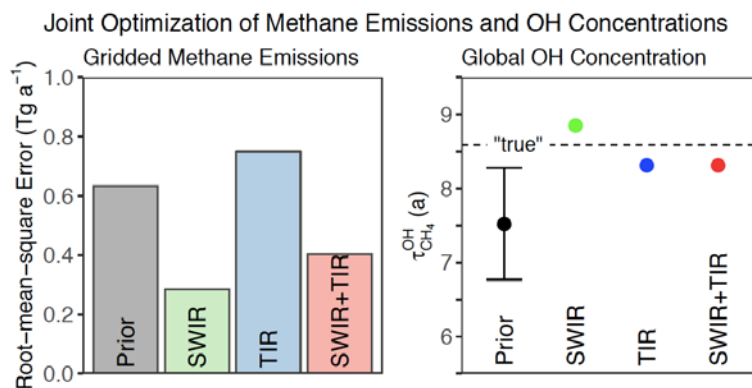 Joint Optimization of Methane Emissions and OH Concentrations
Gridded Methane Emissions
Root−mean−square Error (Tg a⁻¹)
1.0
0.8
0.6
0.4
0.2
0.0
Prior
SWIR
TIR
SWIR+TIR
Global OH Concentration
τ^OH_CH₄ (a)
9
8
7
6
"true"
Prior
SWIR
TIR
SWIR+TIR